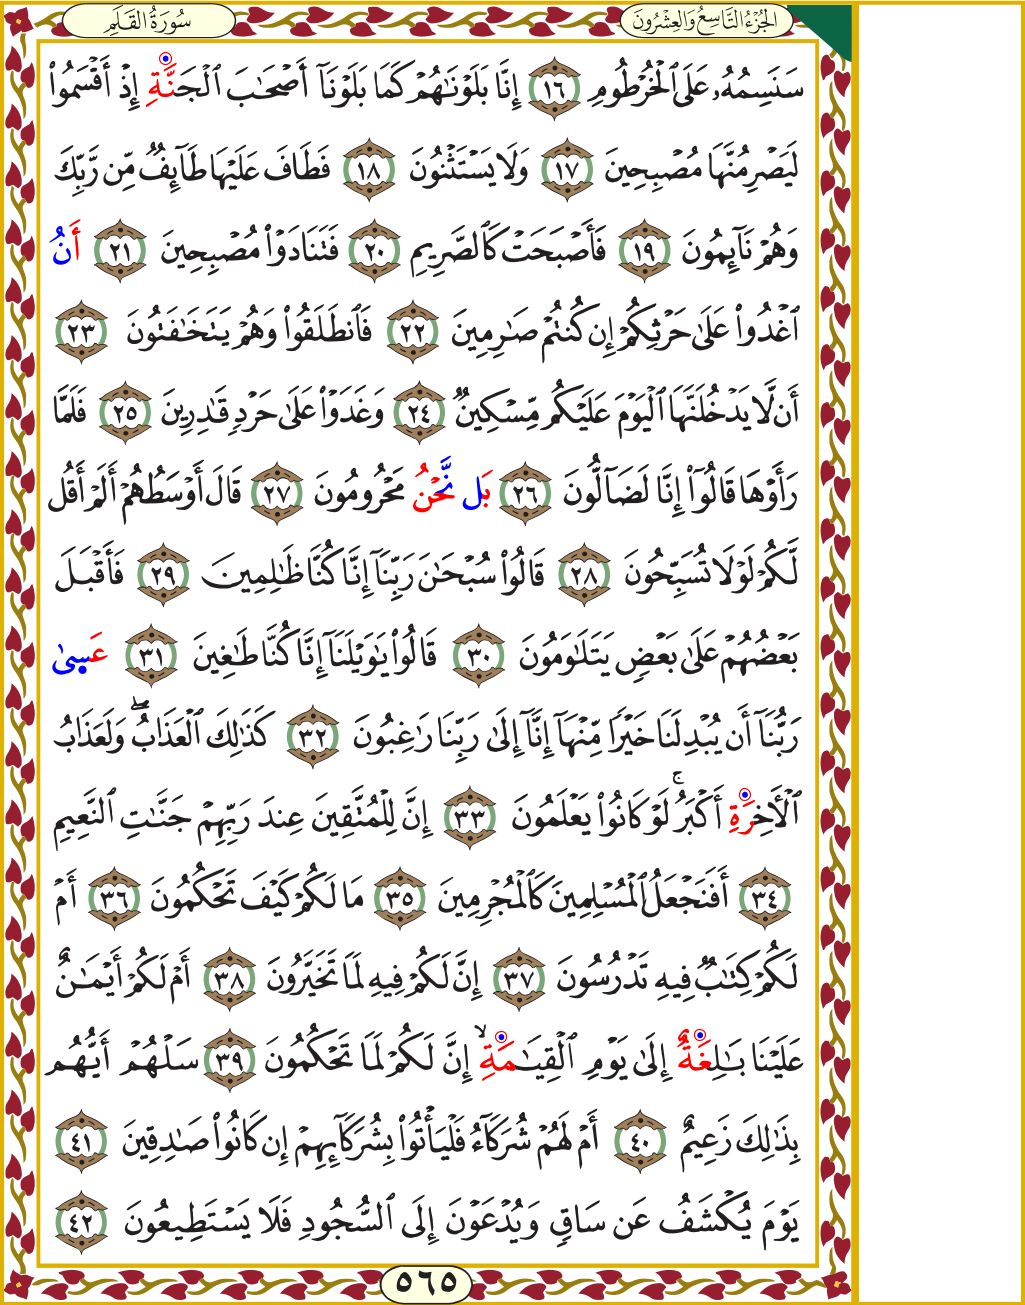 الجُزْءُ التَّاسِعُ وَالعِشْرُونَ
سُورَةُ القَلَمِ
سَنَسِمُهُۥ عَلَى ٱلْخُرْطُومِ ١٦ إِنَّا بَلَوْنَٰهُمْ كَمَا بَلَوْنَآ أَصْحَٰبَ ٱلْجَنَّةِ إِذْ أَقْسَمُوا۟
لَيَصْرِمُنَّهَا مُصْبِحِينَ ١٧ وَلَا يَسْتَثْنُونَ ١٨ فَطَافَ عَلَيْهَا طَآئِفٌ مِّن رَّبِّكَ
وَهُمْ نَآئِمُونَ ١٩ فَأَصْبَحَتْ كَٱلصَّرِيمِ ٢٠ فَتَنَادَوْا۟ مُصْبِحِينَ ٢١ أَنُ
ٱغْدُوا۟ عَلَىٰ حَرْثِكُمْ إِن كُنتُمْ صَٰرِمِينَ ٢٢ فَٱنطَلَقُوا۟ وَهُمْ يَتَخَٰفَتُونَ ٢٣
أَن لَّا يَدْخُلَنَّهَا ٱلْيَوْمَ عَلَيْكُم مِّسْكِينٌ ٢٤ وَغَدَوْا۟ عَلَىٰ حَرْدٍ قَٰدِرِينَ ٢٥ فَلَمَّا
رَأَوْهَا قَالُوٓا۟ إِنَّا لَضَآلُّونَ ٢٦ بَل نَّحْنُ مَحْرُومُونَ ٢٧ قَالَ أَوْسَطُهُمْ أَلَمْ أَقُل
لَّكُمْ لَوْلَا تُسَبِّحُونَ ٢٨ قَالُوا۟ سُبْحَٰنَ رَبِّنَآ إِنَّا كُنَّا ظَٰلِمِينَ ٢٩ فَأَقْبَلَ
بَعْضُهُمْ عَلَىٰ بَعْضٍ يَتَلَٰوَمُونَ ٣٠ قَالُوا۟ يَٰوَيْلَنَآ إِنَّا كُنَّا طَٰغِينَ ٣١ عَسَىٰ
رَبُّنَآ أَن يُبْدِلَنَا خَيْرًا مِّنْهَآ إِنَّآ إِلَىٰ رَبِّنَا رَٰغِبُونَ ٣٢ كَذَٰلِكَ ٱلْعَذَابُ ۖ وَلَعَذَابُ
ٱلْأَخِرَةِ أَكْبَرُ ۚ لَوْ كَانُوا۟ يَعْلَمُونَ ٣٣ إِنَّ لِلْمُتَّقِينَ عِندَ رَبِّهِمْ جَنَّٰتِ ٱلنَّعِيمِ
٣٤ أَفَنَجْعَلُ ٱلْمُسْلِمِينَ كَٱلْمُجْرِمِينَ ٣٥ مَا لَكُمْ كَيْفَ تَحْكُمُونَ ٣٦ أَمْ
لَكُمْ كِتَٰبٌ فِيهِ تَدْرُسُونَ ٣٧ إِنَّ لَكُمْ فِيهِ لَمَا تَخَيَّرُونَ ٣٨ أَمْ لَكُمْ أَيْمَٰنٌ
عَلَيْنَا بَٰلِغَةٌ إِلَىٰ يَوْمِ ٱلْقِيَٰمَةِ ۙ إِنَّ لَكُمْ لَمَا تَحْكُمُونَ ٣٩ سَلْهُمْ أَيُّهُم
بِذَٰلِكَ زَعِيمٌ ٤٠ أَمْ لَهُمْ شُرَكَآءُ فَلْيَأْتُوا۟ بِشُرَكَآئِهِمْ إِن كَانُوا۟ صَٰدِقِينَ ٤١
يَوْمَ يُكْشَفُ عَن سَاقٍ وَيُدْعَوْنَ إِلَى ٱلسُّجُودِ فَلَا يَسْتَطِيعُونَ ٤٢
٥٦٥